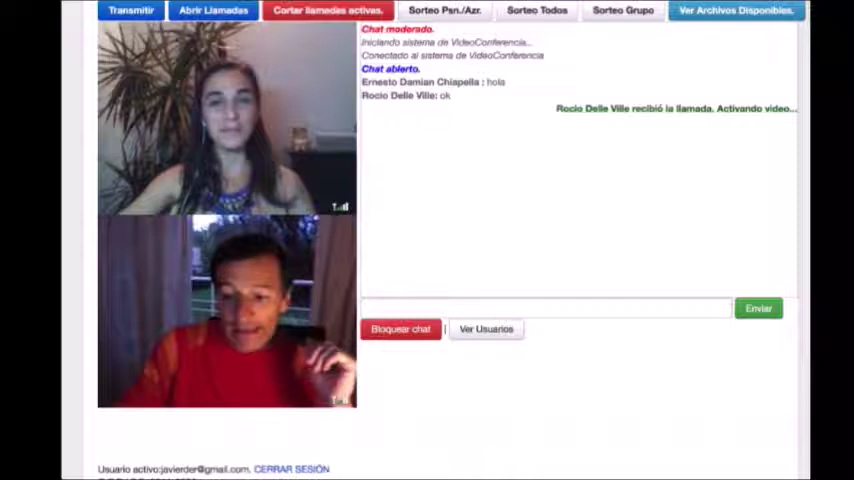 Transmitir Abrir Llamadas Cortar llamadas activas. Sorteo Psn./Azr. Sorteo Todos Sorteo Grupo Ver Archivos Disponibles.
Chat moderado.
Iniciando sistema de VideoConferencia...
Conectado al sistema de VideoConferencia
Chat abierto.
Ernesto Damian Chiapella : hola
Rocio Delle Ville: ok
Rocio Delle Ville recibió la llamada. Activando video...
Enviar
Bloquear chat | Ver Usuarios
Usuario activo:javierder@gmail.com. CERRAR SESIÓN